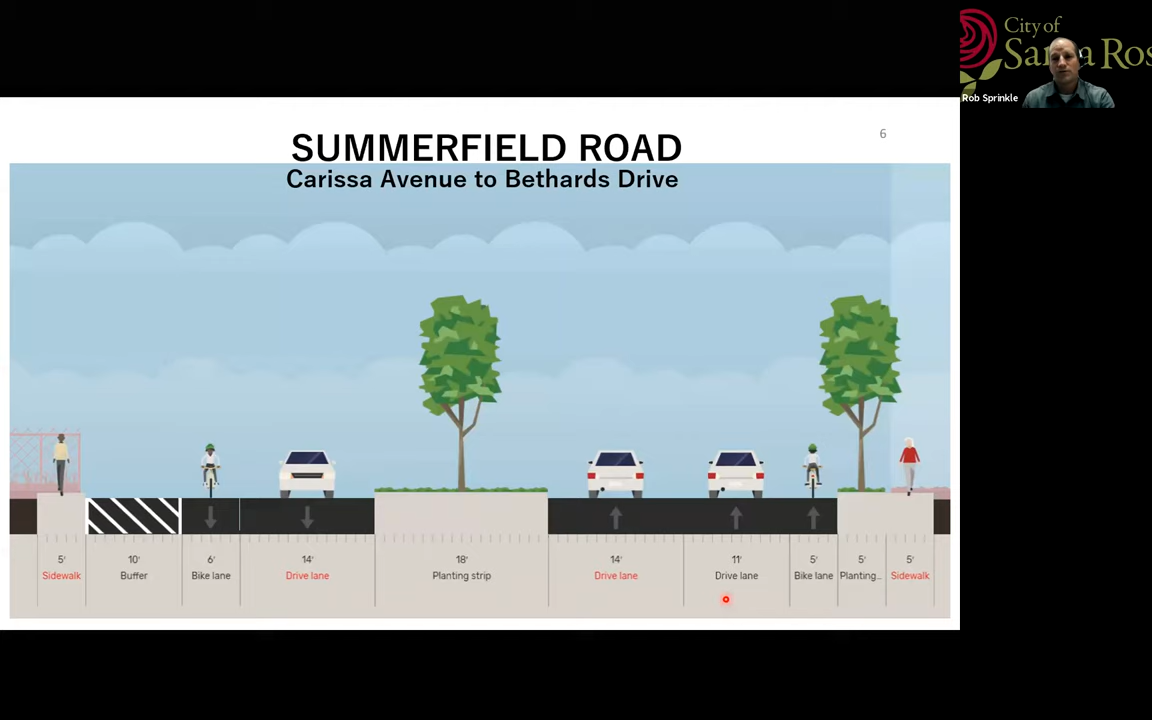 City of
Santa Ros
Rob Sprinkle
6
SUMMERFIELD ROAD
Carissa Avenue to Bethards Drive
5' 10' 6' 14' 18' 14' 11' 5' 5' 5'
Sidewalk Buffer Bike lane Drive lane Planting strip Drive lane Drive lane Bike lane Planting... Sidewalk